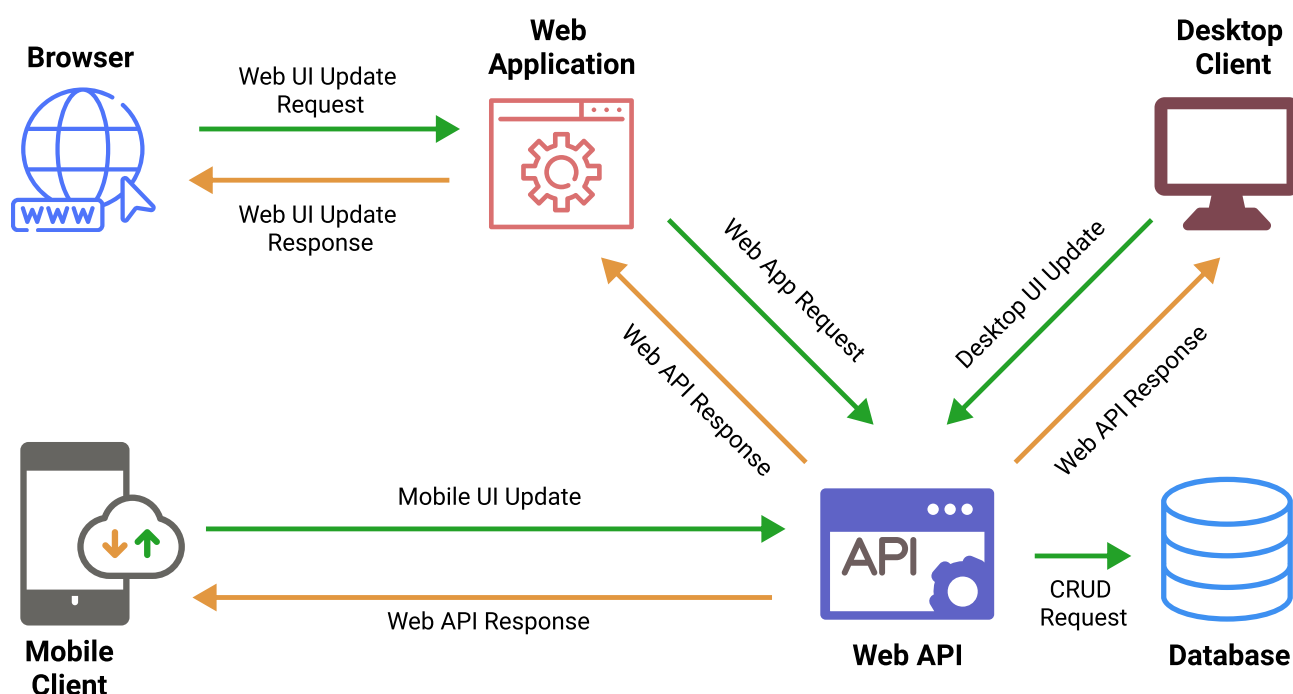 Browser
Web UI Update
Request
Web
Application
Desktop
Client
WWW
Web UI Update
Response
Web App Request
Desktop UI Update
Web API Response
Web API Response
Mobile UI Update
API
Web API Response
CRUD
Request
Mobile
Client
Web API
Database